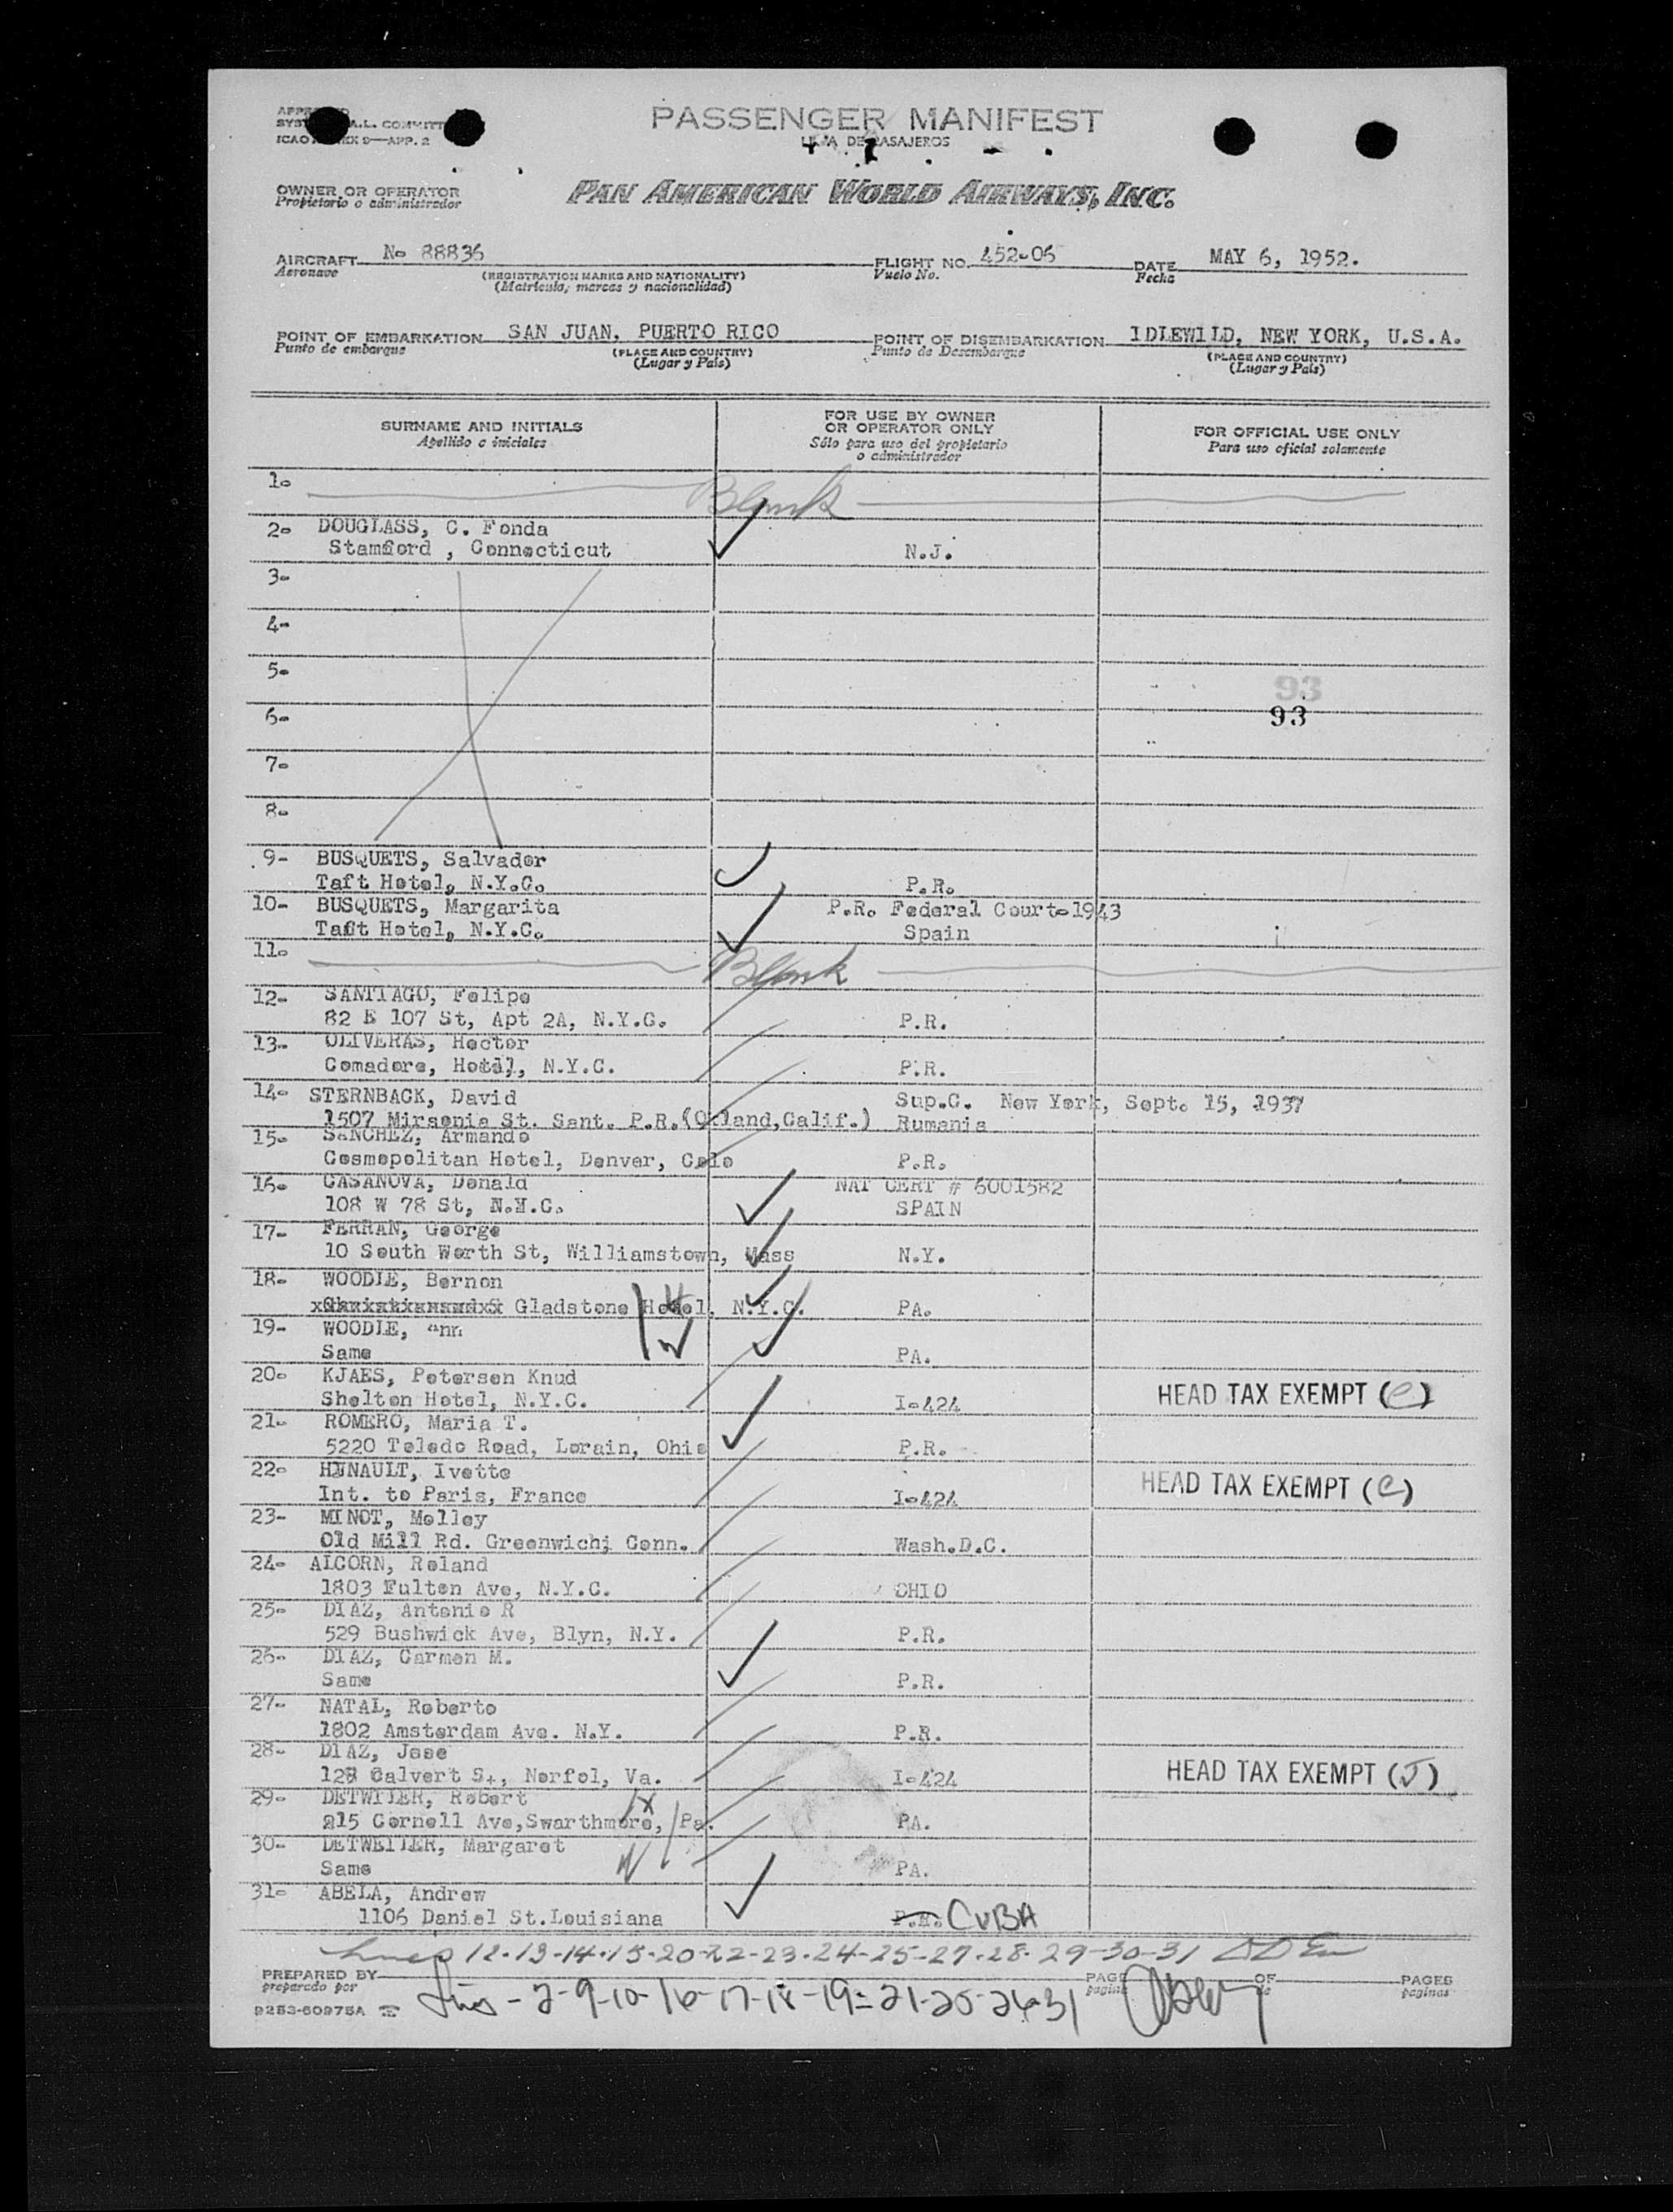 PASSENGER MANIFEST
ICAO ANNEX 9—APP. 2
OWNER OR OPERATOR
Propietario o administrador
PAN AMERICAN WORLD AIRWAYS, INC.
AIRCRAFT No 88836
Aeronave
(REGISTRATION MARKS AND NATIONALITY)
(Matricula, marcas y nacionalidad)
FLIGHT NO. 452-06
Vuelo No.
DATE MAY 6, 1952.
Fecha
POINT OF EMBARKATION SAN JUAN, PUERTO RICO
Punto de embarque
(PLACE AND COUNTRY)
(Lugar y País)
POINT OF DISEMBARKATION IDLEWILD, NEW YORK, U.S.A.
Punto de Desembarque
(PLACE AND COUNTRY)
(Lugar y País)
SURNAME AND INITIALS
Apellido o iniciales
FOR USE BY OWNER
OR OPERATOR ONLY
Sólo para uso del propietario
o administrador
FOR OFFICIAL USE ONLY
Para uso oficial solamente
1- Blank
2- DOUGLASS, C. Fonda
Stamford , Connecticut N.J.
3-
4-
5-
93
6- 93
7-
8-
9- BUSQUETS, Salvador
Taft Hotel, N.Y.C. P.R.
10- BUSQUETS, Margarita P.R. Federal Court-1943
Taft Hotel, N.Y.C. Spain
11- Blank
12- SANTIAGO, Felipe
82 E 107 St, Apt 2A, N.Y.C. P.R.
13- OLIVERAS, Hector
Comadore, Hotel, N.Y.C. P.R.
14- STERNBACK, David Sup.C. New York, Sept. 15, 1937
1507 Mirsonia St. Sant. P.R.( Calif.) Rumania
15- SANCHEZ, Armando
Cosmopolitan Hotel, Denver, Colo P.R.
16- CASANOVA, Donald NAT CERT # 6001582
108 W 78 St, N.Y.C. SPAIN
17- FERRAN, George
10 South Worth St, Williamstown, Mass N.Y.
18- WOODLE, Bernon
Gladstone Hotel, N.Y.C. PA.
19- WOODLE, Ann
Same PA.
20- KJAES, Petersen Knud
Shelton Hotel, N.Y.C. I-424 HEAD TAX EXEMPT (C)
21- ROMERO, Maria T.
5220 Toledo Road, Lorain, Ohio P.R.
22- HUNAULT, Ivette
Int. to Paris, France I-424 HEAD TAX EXEMPT (C)
23- MINOT, Molley
Old Mill Rd. Greenwich; Conn. Wash.D.C.
24- ALCORN, Roland
1803 Fulton Ave, N.Y.C. OHIO
25- DIAZ, Antonio R
529 Bushwick Ave, Blyn, N.Y. P.R.
26- DIAZ, Carmen M.
Same P.R.
27- NATAL, Roberto
1802 Amsterdam Ave. N.Y. P.R.
28- DIAZ, Jose
128 Calvert St, Norfol, Va. I-424 HEAD TAX EXEMPT (J)
29- DETWILER, Robert
215 Cornell Ave,Swarthmore, Pa. PA.
30- DETWEILER, Margaret
Same PA.
31- ABELA, Andrew
1106 Daniel St.Louisiana P.R. CUBA
Lines 12-13-14-15-20-22-23-24-25-27-28-29-30-31
PREPARED BY
preparado por
PAGE OF PAGES
página de páginas
9253-60975A
Lines - 2-9-10-16-17-18-19-21-25-26-31